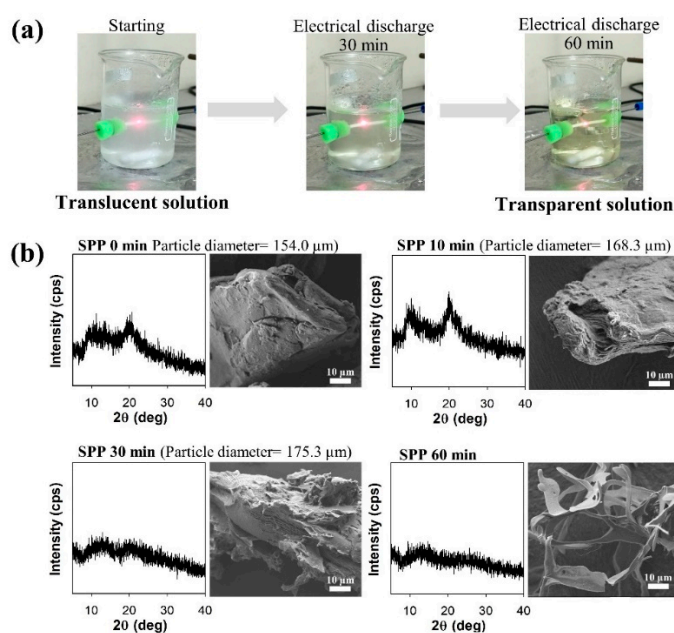 (a)
Starting
Electrical discharge
30 min
Electrical discharge
60 min
Translucent solution
Transparent solution
(b)
SPP 0 min Particle diameter= 154.0 µm)
Intensity (cps)
10 20 30 40
2θ (deg)
10 µm
SPP 10 min (Particle diameter= 168.3 µm)
Intensity (cps)
10 20 30 40
2θ (deg)
10 µm
SPP 30 min (Particle diameter= 175.3 µm)
Intensity (cps)
10 20 30 40
2θ (deg)
10 µm
SPP 60 min
Intensity (cps)
10 20 30 40
2θ (deg)
10 µm